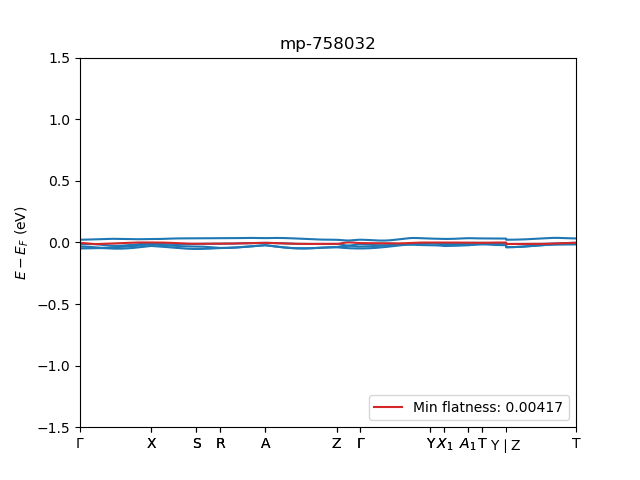 mp-758032
E − E_F (eV)
1.5
1.0
0.5
0.0
−0.5
−1.0
−1.5
Min flatness: 0.00417
Γ X S R A Z Γ Y X₁ A₁ T Y | Z T